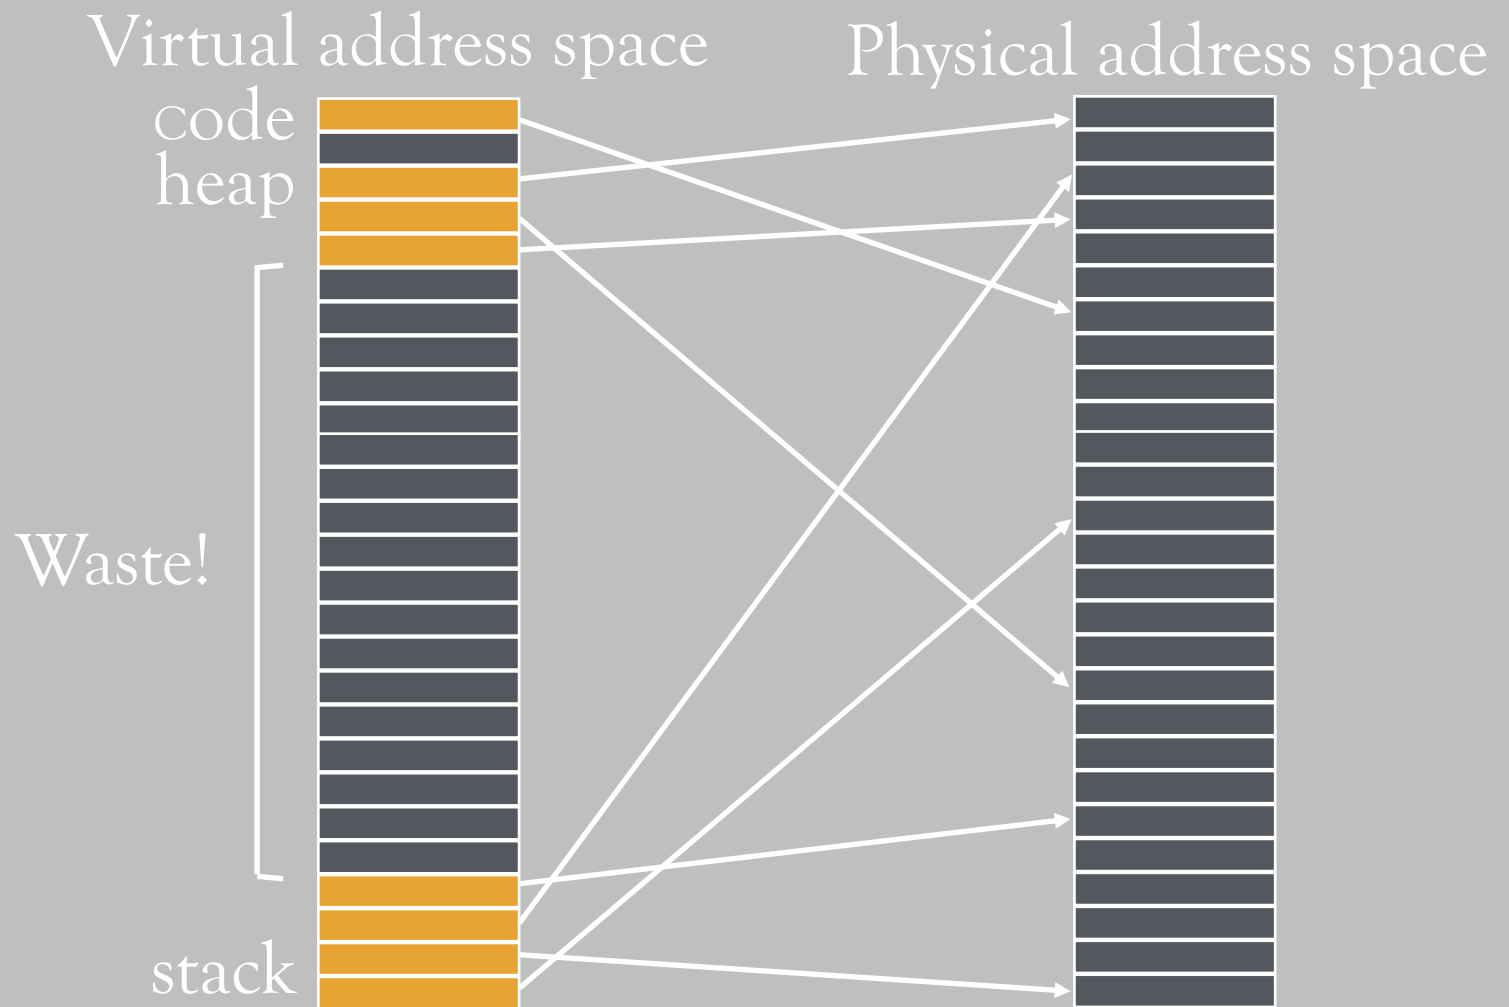 Virtual address space
Physical address space
code
heap
Waste!
stack